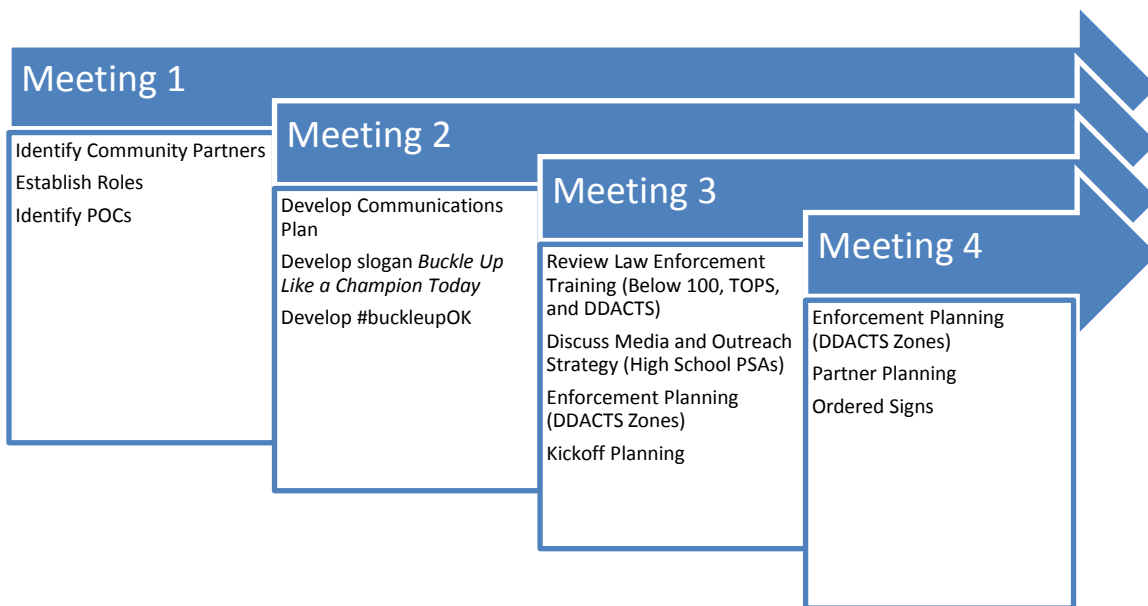 Meeting 1
Identify Community Partners
Establish Roles
Identify POCs
Meeting 2
Develop Communications
Plan
Develop slogan Buckle Up
Like a Champion Today
Develop #buckleupOK
Meeting 3
Review Law Enforcement
Training (Below 100, TOPS,
and DDACTS)
Discuss Media and Outreach
Strategy (High School PSAs)
Enforcement Planning
(DDACTS Zones)
Kickoff Planning
Meeting 4
Enforcement Planning
(DDACTS Zones)
Partner Planning
Ordered Signs